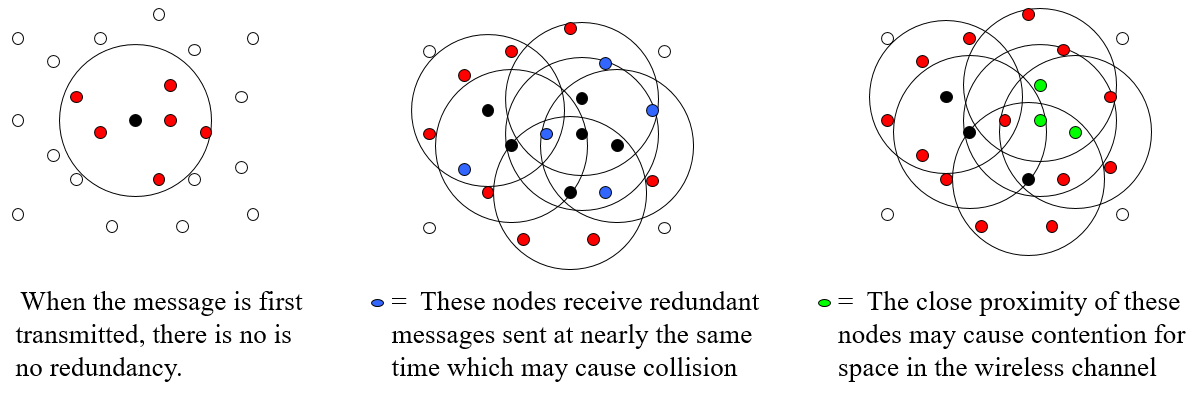 When the message is first
transmitted, there is no is
no redundancy.
= These nodes receive redundant
messages sent at nearly the same
time which may cause collision
= The close proximity of these
nodes may cause contention for
space in the wireless channel